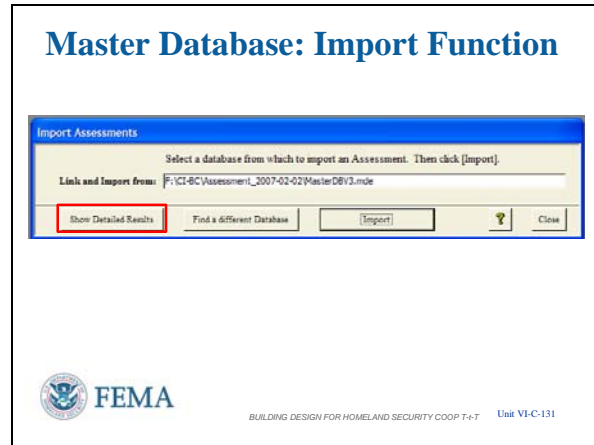 Master Database: Import Function
Import Assessments
Select a database from which to import an Assessment. Then click [Import].
Link and Import from: F:\CI-BC\Assessment_2007-02-02\MasterDBV3.mde
Show Detailed Results Find a different Database [Import] ? Close
FEMA
BUILDING DESIGN FOR HOMELAND SECURITY COOP T-t-T Unit VI-C-131